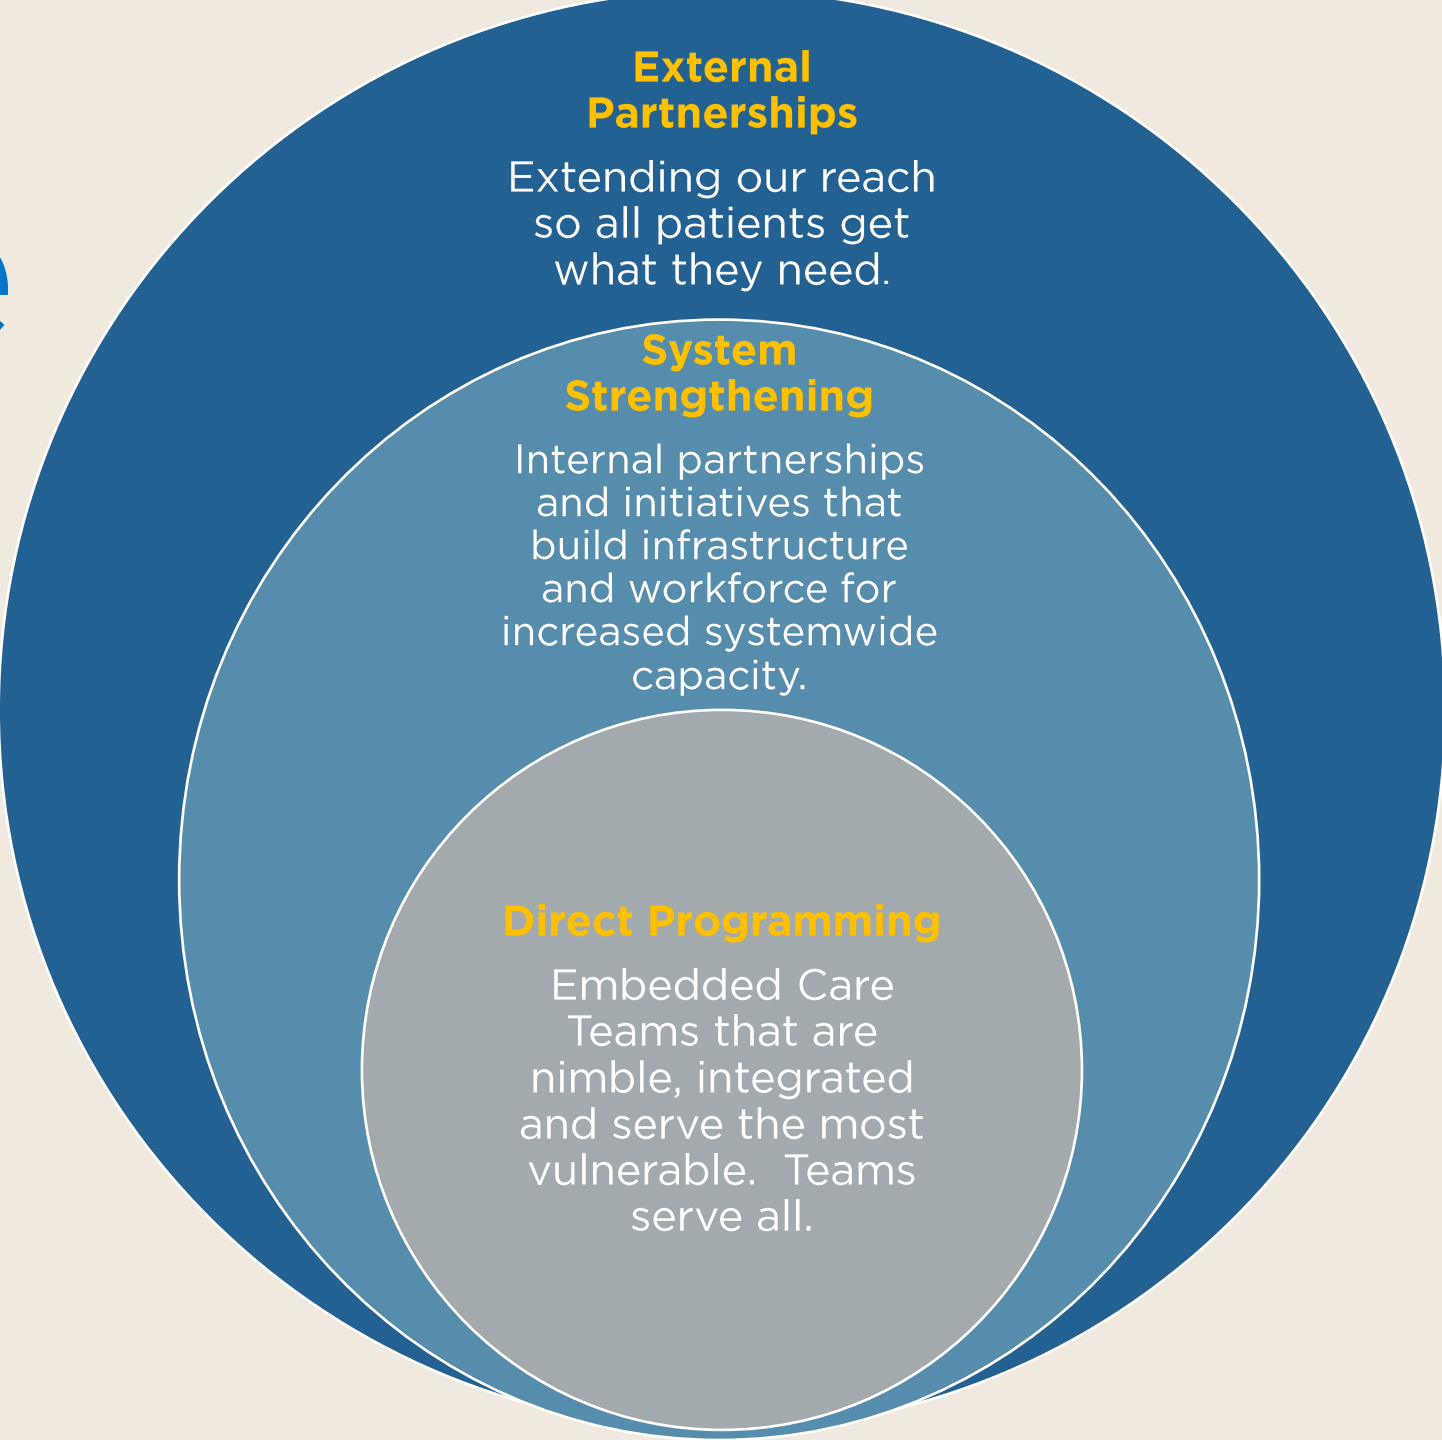 External
Partnerships
Extending our reach
so all patients get
what they need.
System
Strengthening
Internal partnerships
and initiatives that
build infrastructure
and workforce for
increased systemwide
capacity.
Direct Programming
Embedded Care
Teams that are
nimble, integrated
and serve the most
vulnerable.  Teams
serve all.